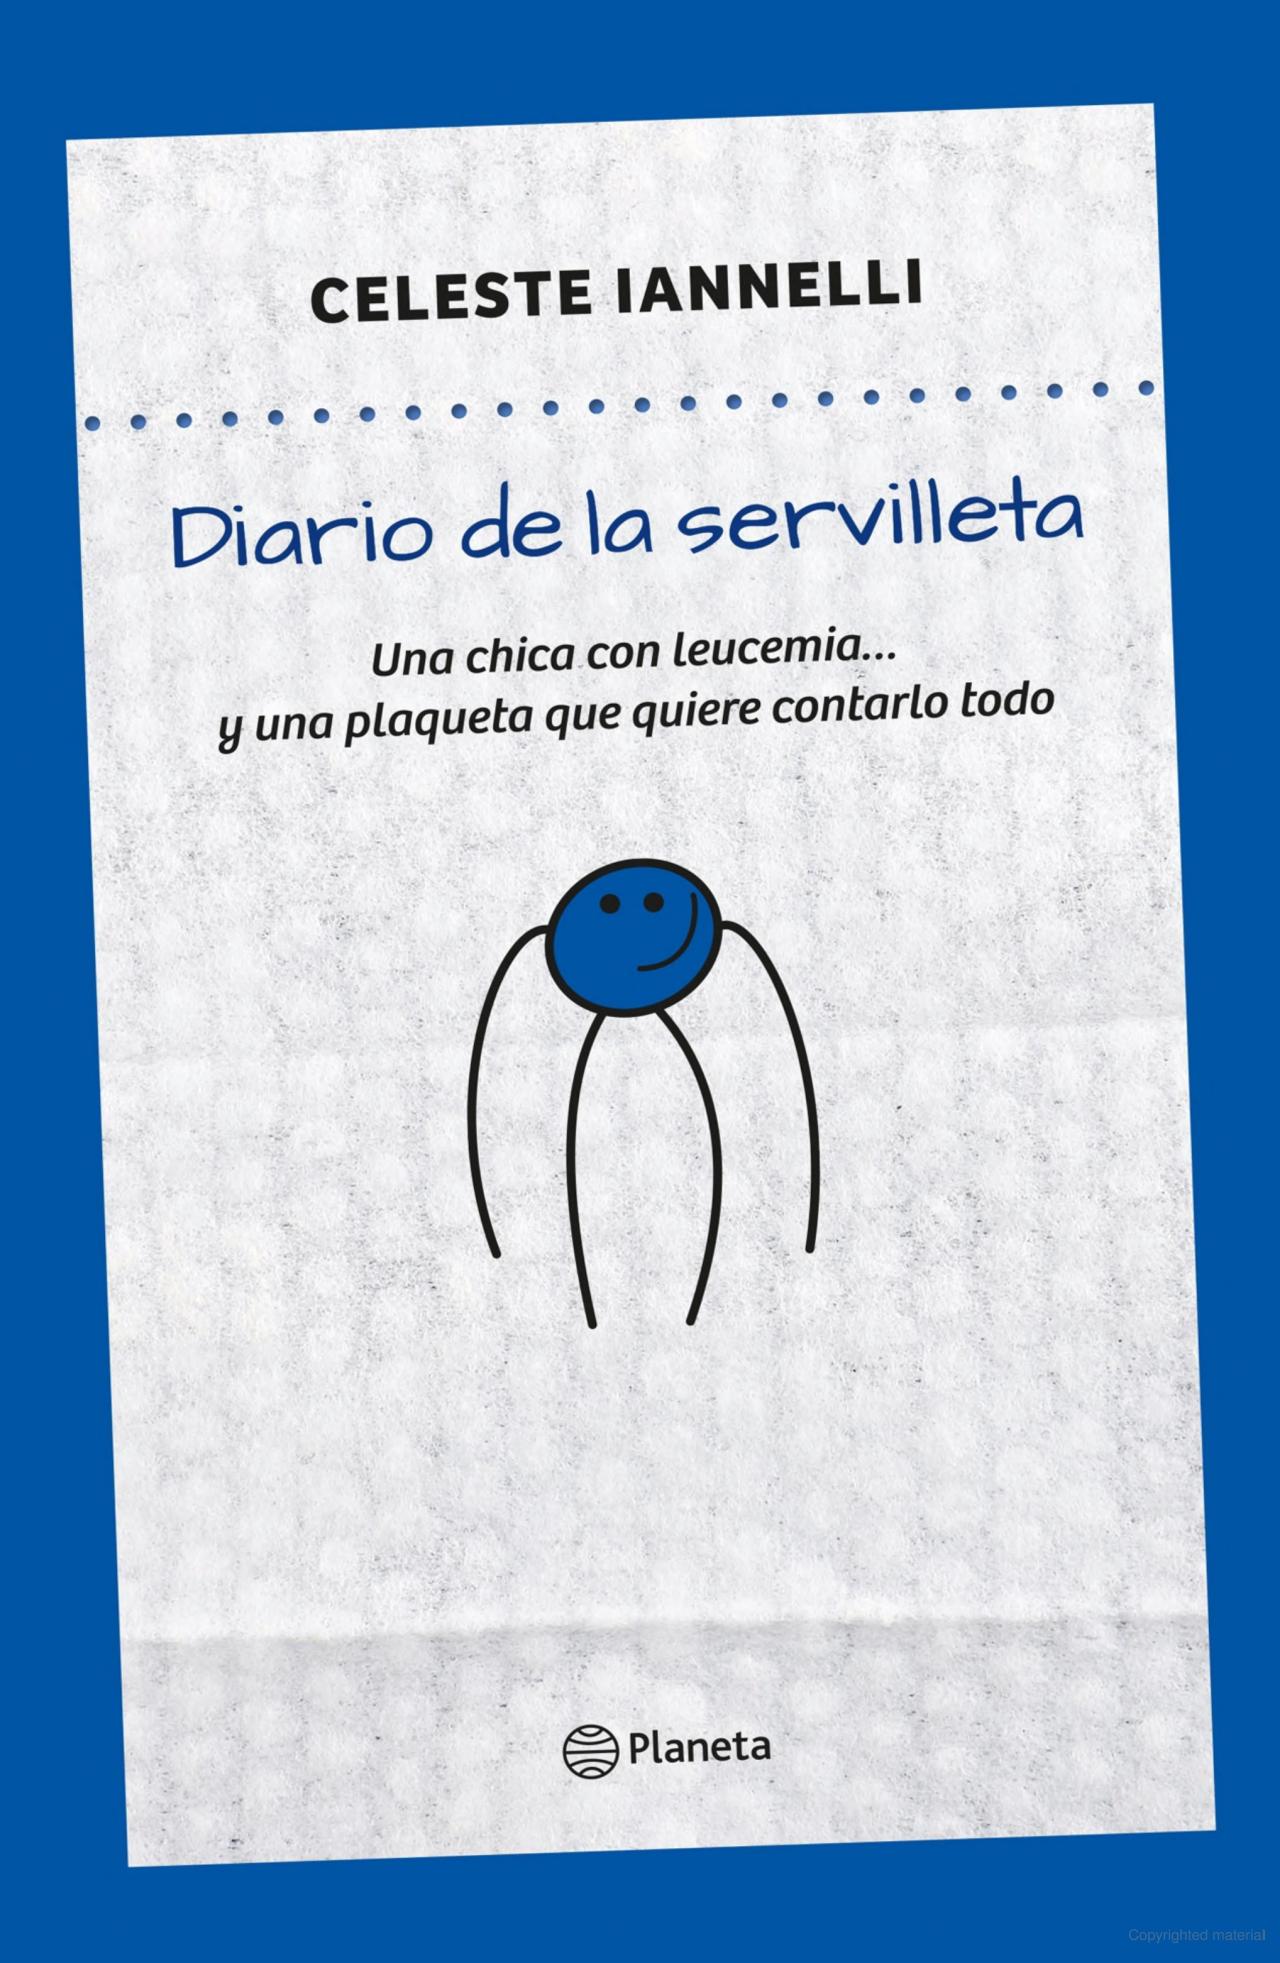 CELESTE IANNELLI
Diario de la servilleta
Una chica con leucemia...
y una plaqueta que quiere contarlo todo
Planeta
Copyrighted material